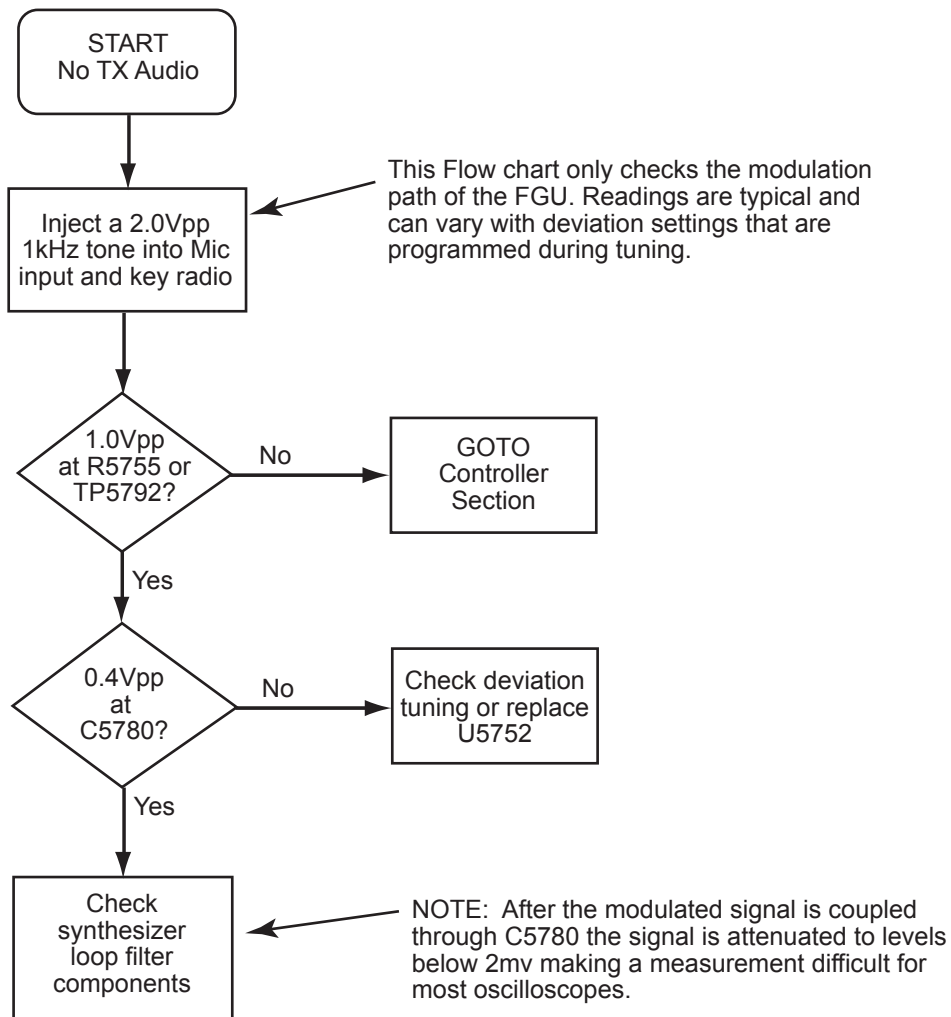 START
No TX Audio
This Flow chart only checks the modulation
path of the FGU. Readings are typical and
can vary with deviation settings that are
programmed during tuning.
Inject a 2.0Vpp
1kHz tone into Mic
input and key radio
1.0Vpp
at R5755 or
TP5792?
No
GOTO
Controller
Section
Yes
0.4Vpp
at
C5780?
No
Check deviation
tuning or replace
U5752
Yes
Check
synthesizer
loop filter
components
NOTE:  After the modulated signal is coupled
through C5780 the signal is attenuated to levels
below 2mv making a measurement difficult for
most oscilloscopes.